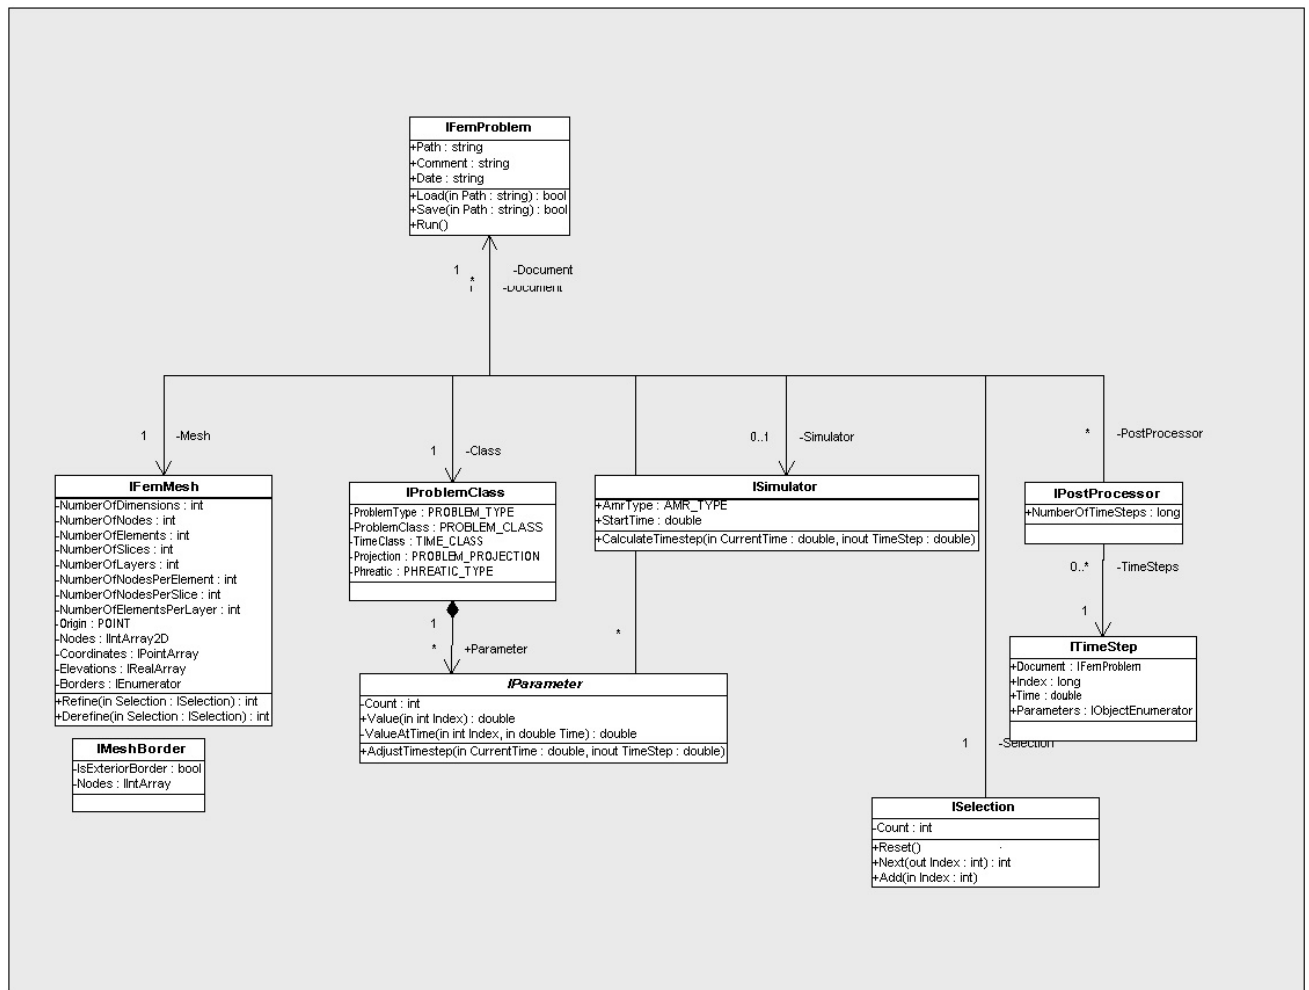 IFemProblem
+Path : string
+Comment : string
+Date : string
+Load(in Path : string) : bool
+Save(in Path : string) : bool
+Run()
1
-Document
*
-Document
1
-Mesh
1
-Class
0..1
-Simulator
*
-PostProcessor
IFemMesh
-NumberOfDimensions : int
-NumberOfNodes : int
-NumberOfElements : int
-NumberOfSlices : int
-NumberOfLayers : int
-NumberOfNodesPerElement : int
-NumberOfNodesPerSlice : int
-NumberOfElementsPerLayer : int
-Origin : POINT
-Nodes : IIntArray2D
-Coordinates : IPointArray
-Elevations : IRealArray
-Borders : IEnumerator
+Refine(in Selection : ISelection) : int
+Derefine(in Selection : ISelection) : int
IProblemClass
-ProblemType : PROBLEM_TYPE
-ProblemClass : PROBLEM_CLASS
-TimeClass : TIME_CLASS
-Projection : PROBLEM_PROJECTION
-Phreatic : PHREATIC_TYPE
ISimulator
+AmrType : AMR_TYPE
+StartTime : double
+CalculateTimestep(in CurrentTime : double, inout TimeStep : double)
IPostProcessor
+NumberOfTimeSteps : long
0..*
-TimeSteps
1
1
*
+Parameter
*
ITimeStep
+Document : IFemProblem
+Index : long
+Time : double
+Parameters : IObjectEnumerator
IParameter
-Count : int
+Value(in int Index) : double
-ValueAtTime(in int Index, in double Time) : double
+AdjustTimestep(in CurrentTime : double, inout TimeStep : double)
IMeshBorder
-IsExteriorBorder : bool
-Nodes : IIntArray
1
-Selection
ISelection
-Count : int
+Reset()
+Next(out Index : int) : int
+Add(in Index : int)